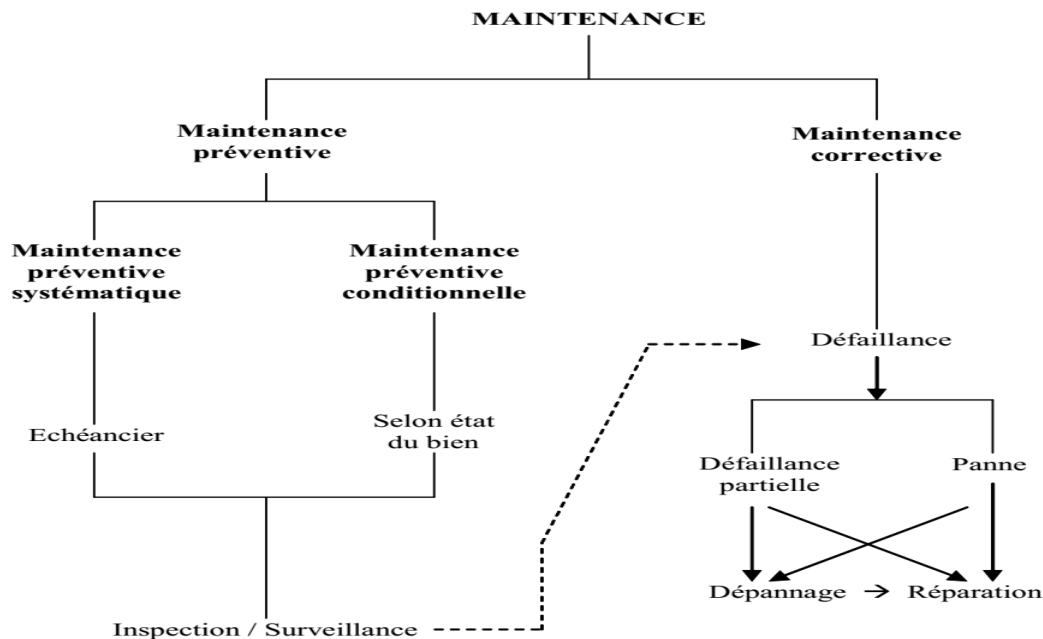 MAINTENANCE
Maintenance
préventive
Maintenance
corrective
Maintenance
préventive
systématique
Maintenance
préventive
conditionnelle
Défaillance
Echéancier
Selon état
du bien
Défaillance
partielle
Panne
Dépannage → Réparation
Inspection / Surveillance